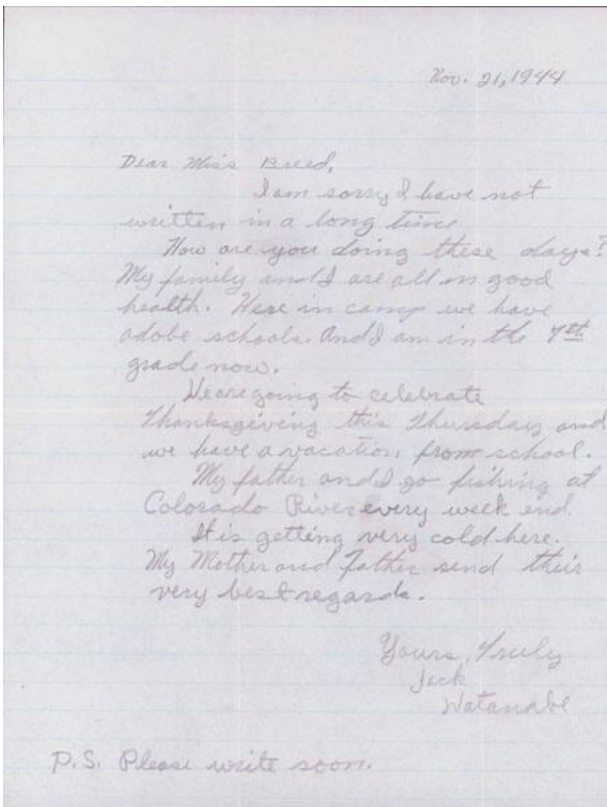 Nov. 21, 1944
Dear Miss Breed,
I am sorry I have not
written in a long time
How are you doing these days?
My family and I are all in good
health. Here in camp we have
adobe schools. And I am in the 7th
grade now.
We are going to celebrate
Thanksgiving this Thursday and
we have a vacation from school.
My father and I go fishing at
Colorado River every week end.
It is getting very cold here.
My Mother and Father send their
very best regards.
Yours, Truly
Jack
Watanabe
P.S. Please write soon.